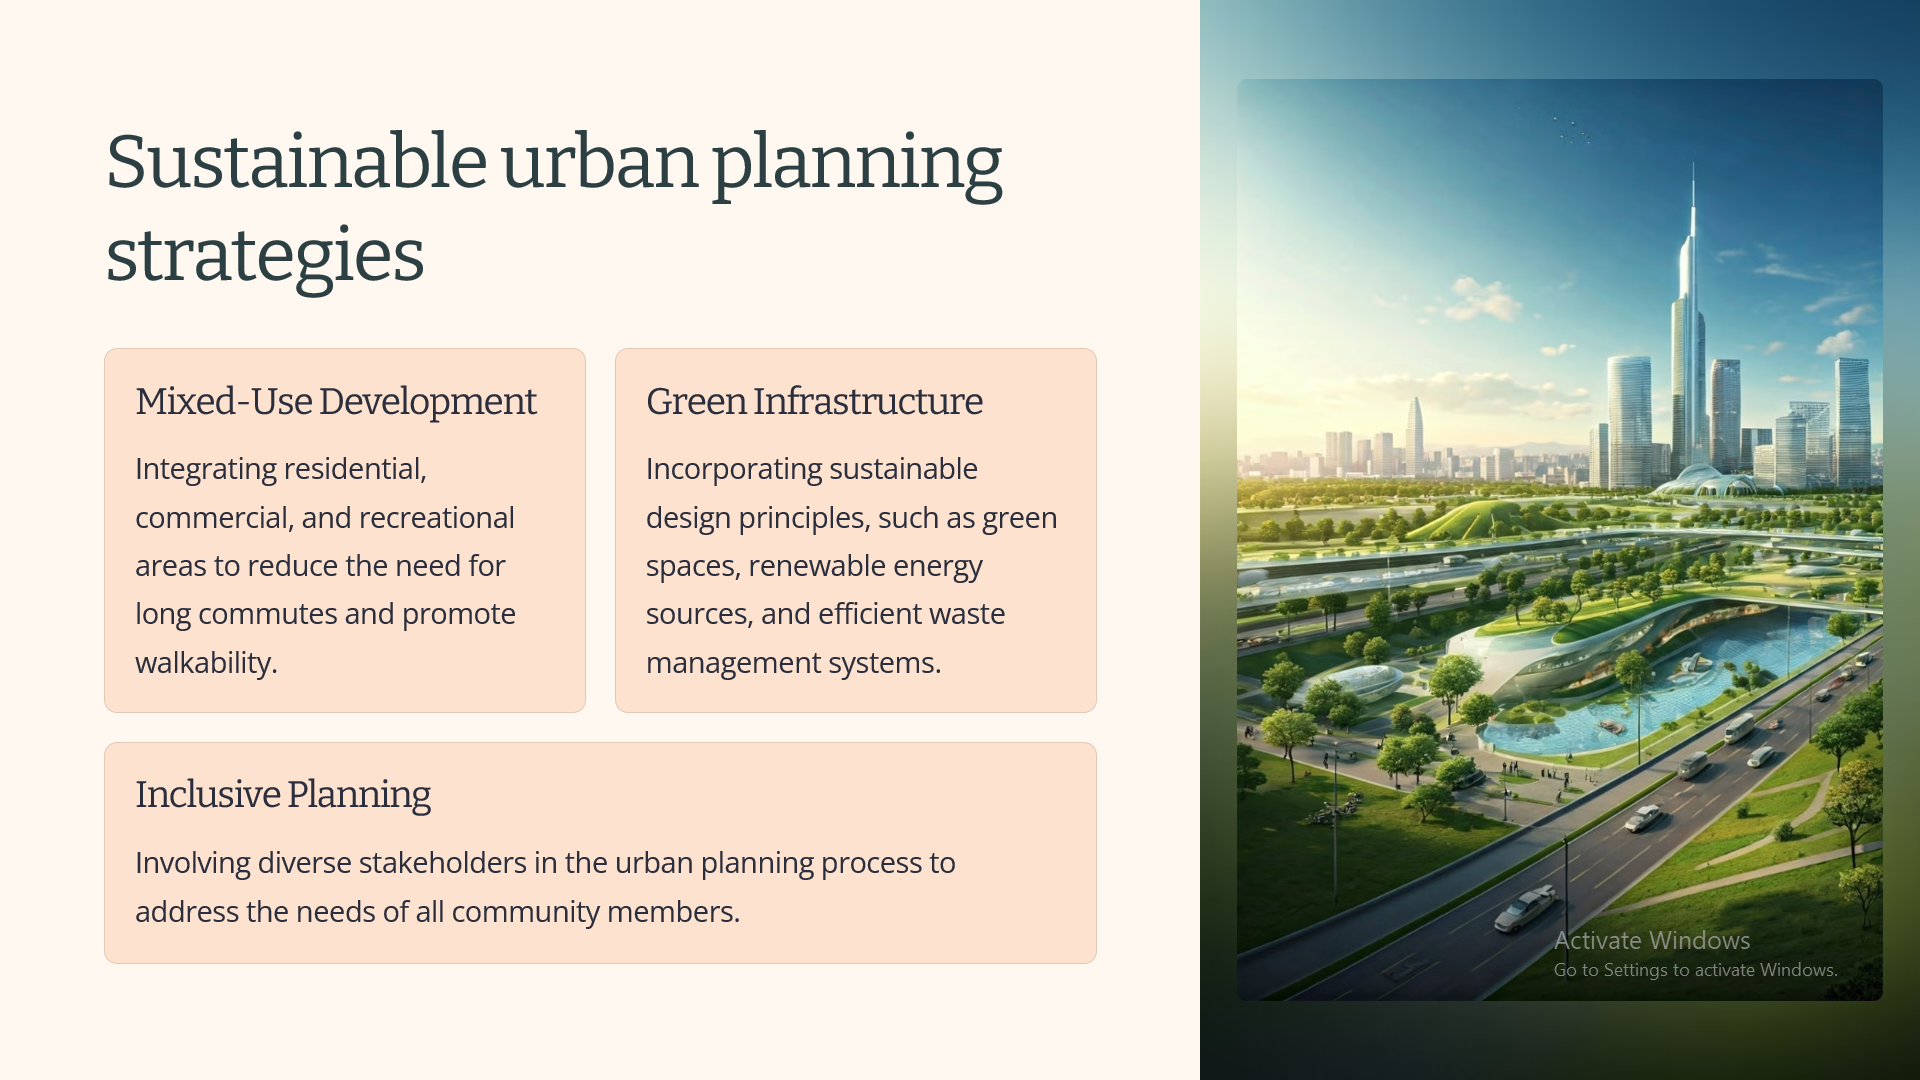 Sustainable urban planning
strategies
Mixed-Use Development
Integrating residential,
commercial, and recreational
areas to reduce the need for
long commutes and promote
walkability.
Green Infrastructure
Incorporating sustainable
design principles, such as green
spaces, renewable energy
sources, and efficient waste
management systems.
Inclusive Planning
Involving diverse stakeholders in the urban planning process to
address the needs of all community members.
Activate Windows
Go to Settings to activate Windows.